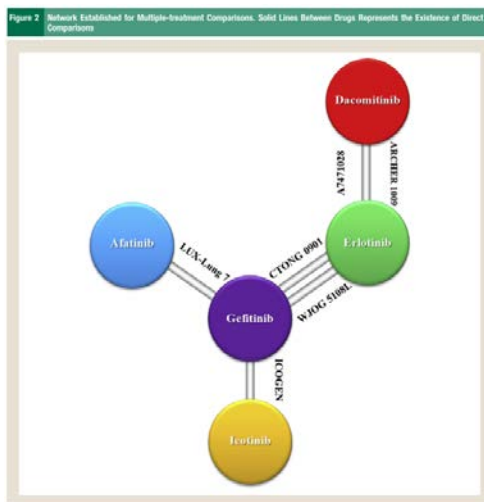 Figure 2
Network Established for Multiple-treatment Comparisons. Solid Lines Between Drugs Represents the Existence of Direct
Comparisons
Dacomitinib
A7471028
ARCHER 1009
Afatinib
Erlotinib
LUX-Lung 7
CTONG 0901
WJOG 5108L
Gefitinib
ICOGEN
Icotinib